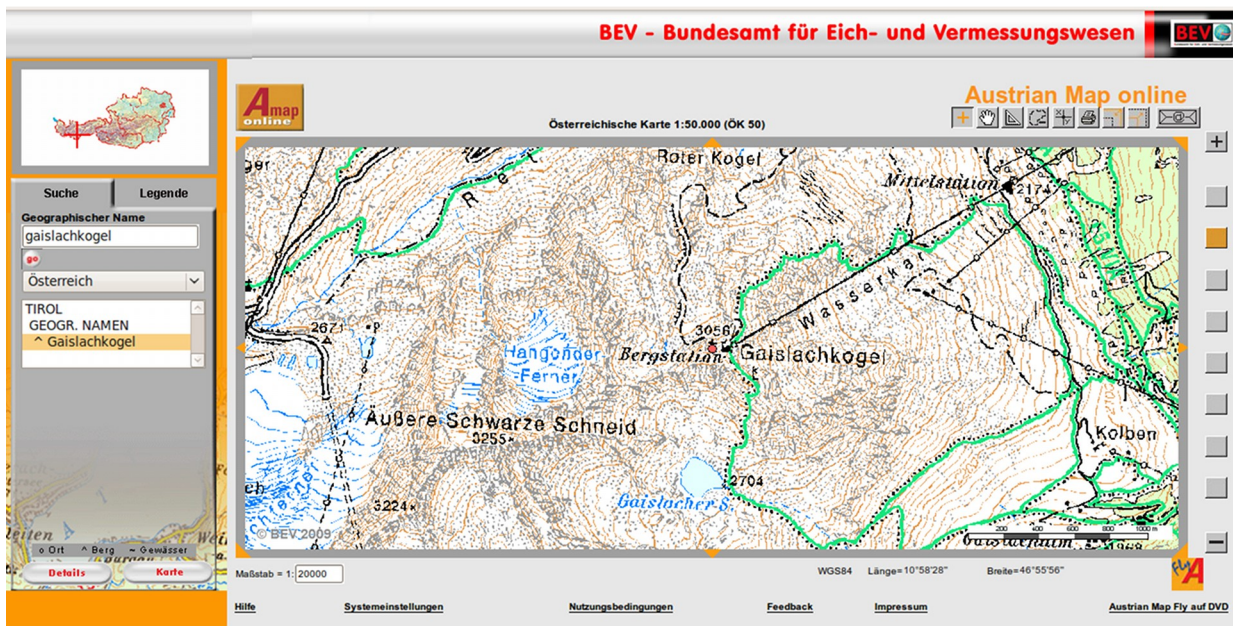 BEV - Bundesamt für Eich- und Vermessungswesen
BEV
Suche
Legende
Geographischer Name
gaislachkogel
go
Österreich
TIROL
GEOGR. NAMEN
^ Gaislachkogel
o Ort ^ Berg ~ Gewässer
Details
Karte
Amap
online
Österreichische Karte 1:50.000 (ÖK 50)
Austrian Map online
Roter Kogel
Mittelstation
2174
Wasserkar
2671
3056
Bergstation
Gaislachkogel
Hangender
Ferner
Äußere Schwarze Schneid
3255
Kolben
2704
Gaislacher S.
3224
© BEV 2009
200 400 600 800 1000 m
Maßstab = 1: 20000
WGS84
Länge=10°58'28"
Breite=46°55'56"
Fly A
Hilfe
Systemeinstellungen
Nutzungsbedingungen
Feedback
Impressum
Austrian Map Fly auf DVD